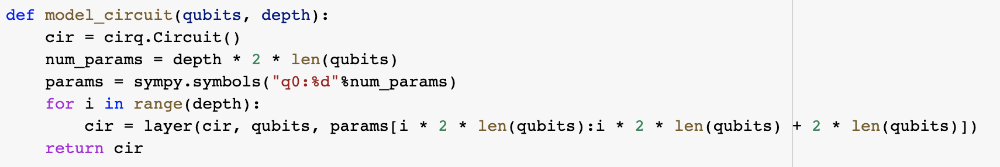 def model_circuit(qubits, depth):
    cir = cirq.Circuit()
    num_params = depth * 2 * len(qubits)
    params = sympy.symbols("q0:%d"%num_params)
    for i in range(depth):
        cir = layer(cir, qubits, params[i * 2 * len(qubits):i * 2 * len(qubits) + 2 * len(qubits)])
    return cir